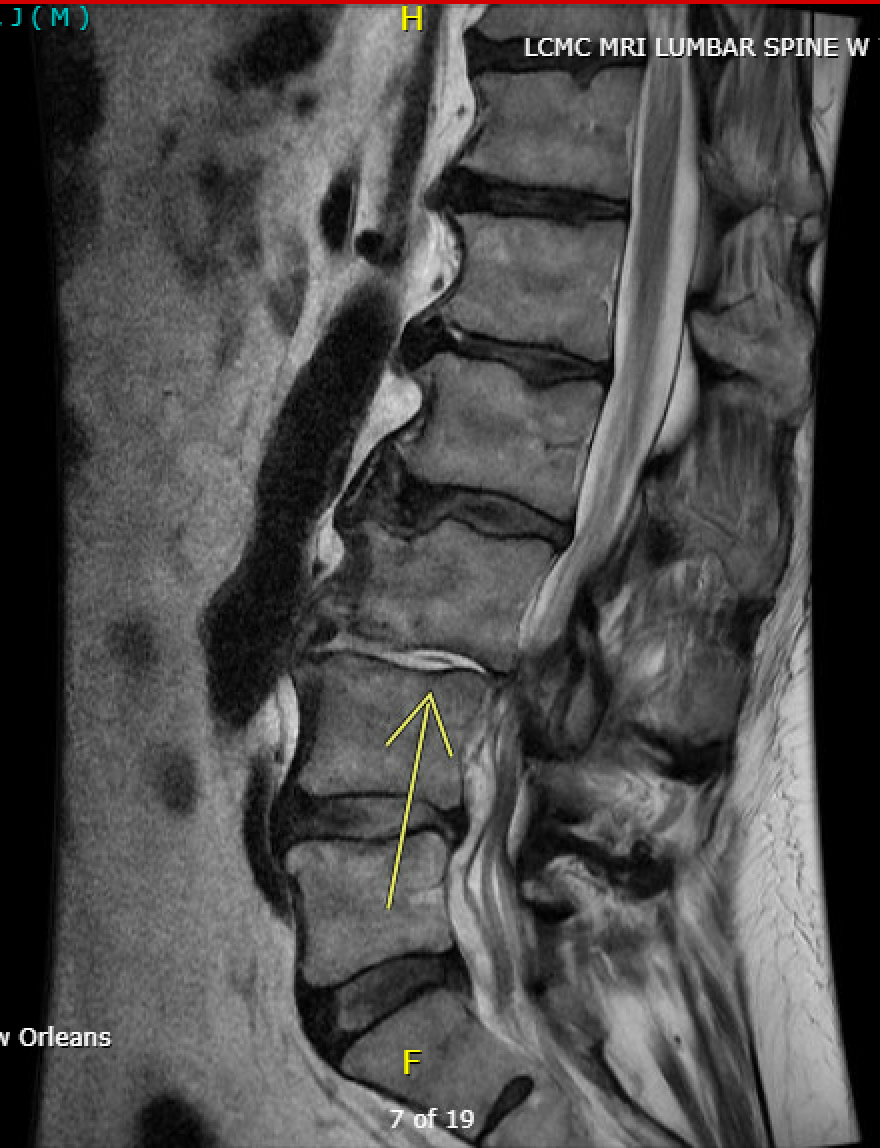 J(M)
H
LCMC MRI LUMBAR SPINE W
w Orleans
F
7 of 19